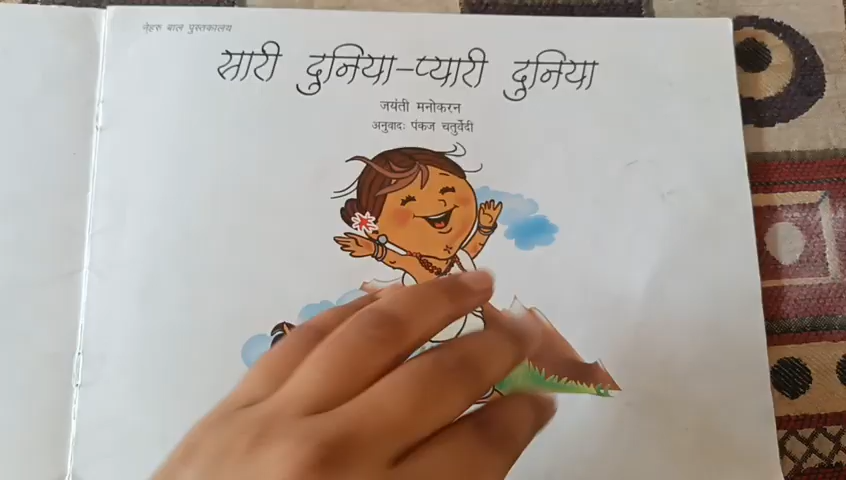 नेहरू बाल पुस्तकालय
सारी दुनिया-प्यारी दुनिया
जयंती मनोकरन
अनुवाद: पंकज चतुर्वेदी